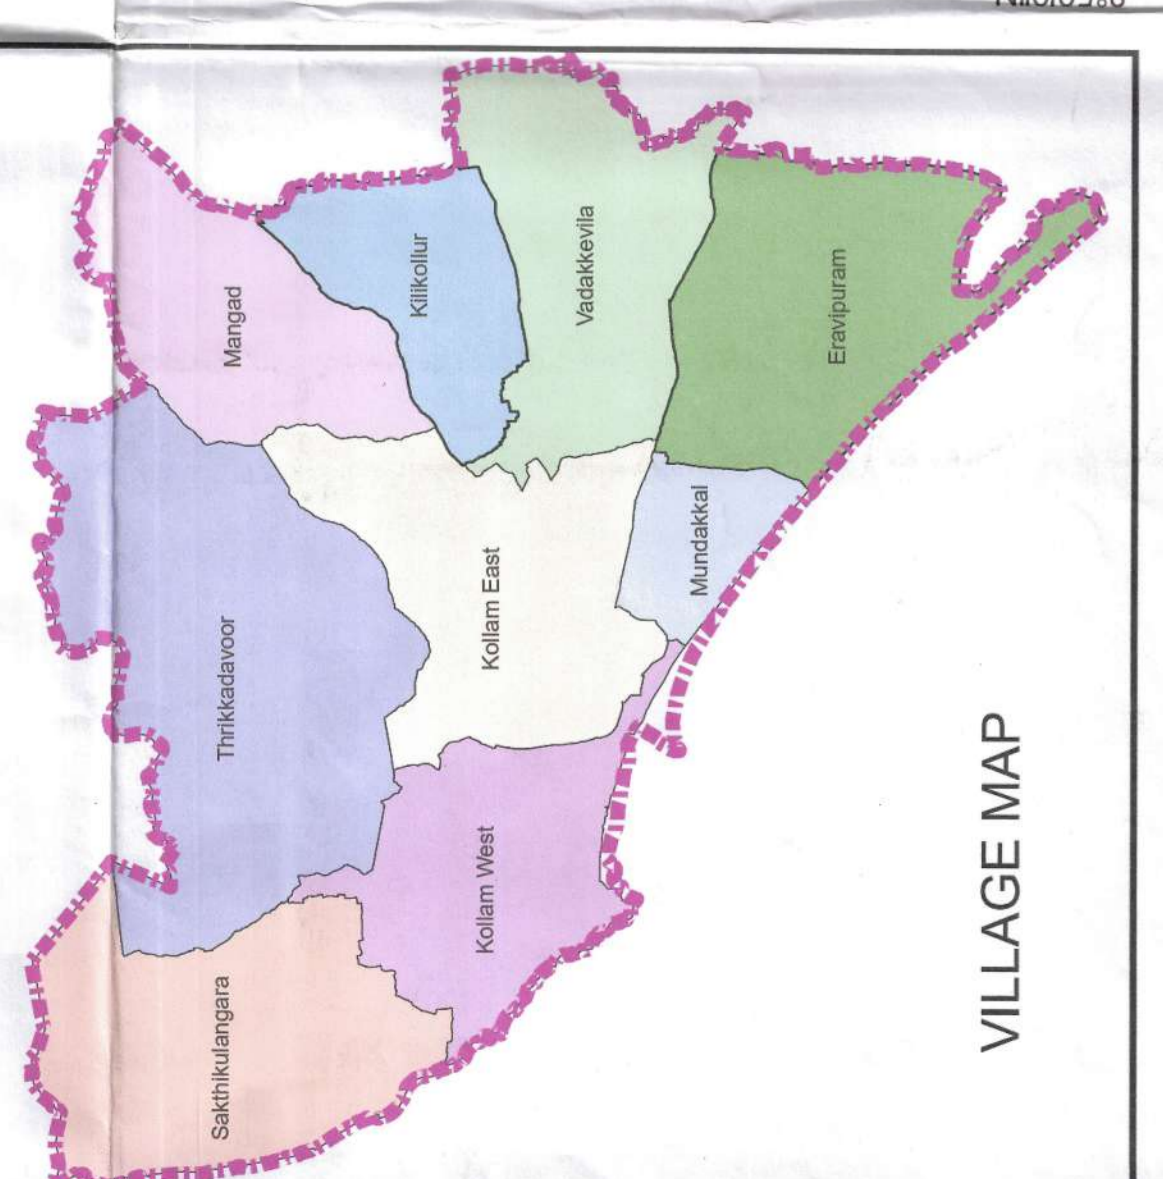 Sakthikulangara
Thrikkadavoor
Mangad
Kilikollur
Kollam West
Kollam East
Vadakkevila
Mundakkal
Eravipuram
VILLAGE MAP